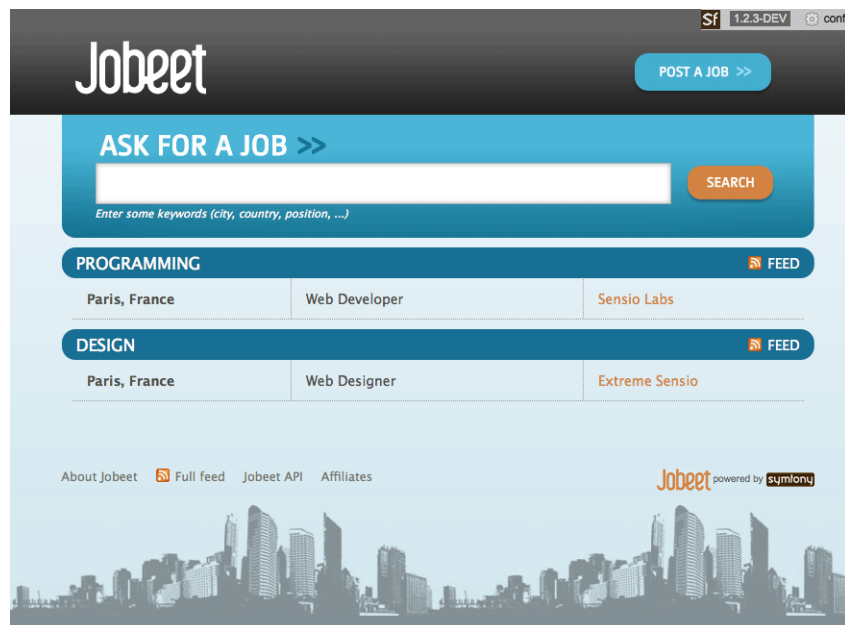 Sf 1.2.3-DEV conf
Jobeet
POST A JOB >>
ASK FOR A JOB >>
SEARCH
Enter some keywords (city, country, position, ...)
PROGRAMMING FEED
Paris, France Web Developer Sensio Labs
DESIGN FEED
Paris, France Web Designer Extreme Sensio
About Jobeet Full feed Jobeet API Affiliates Jobeet powered by symfony